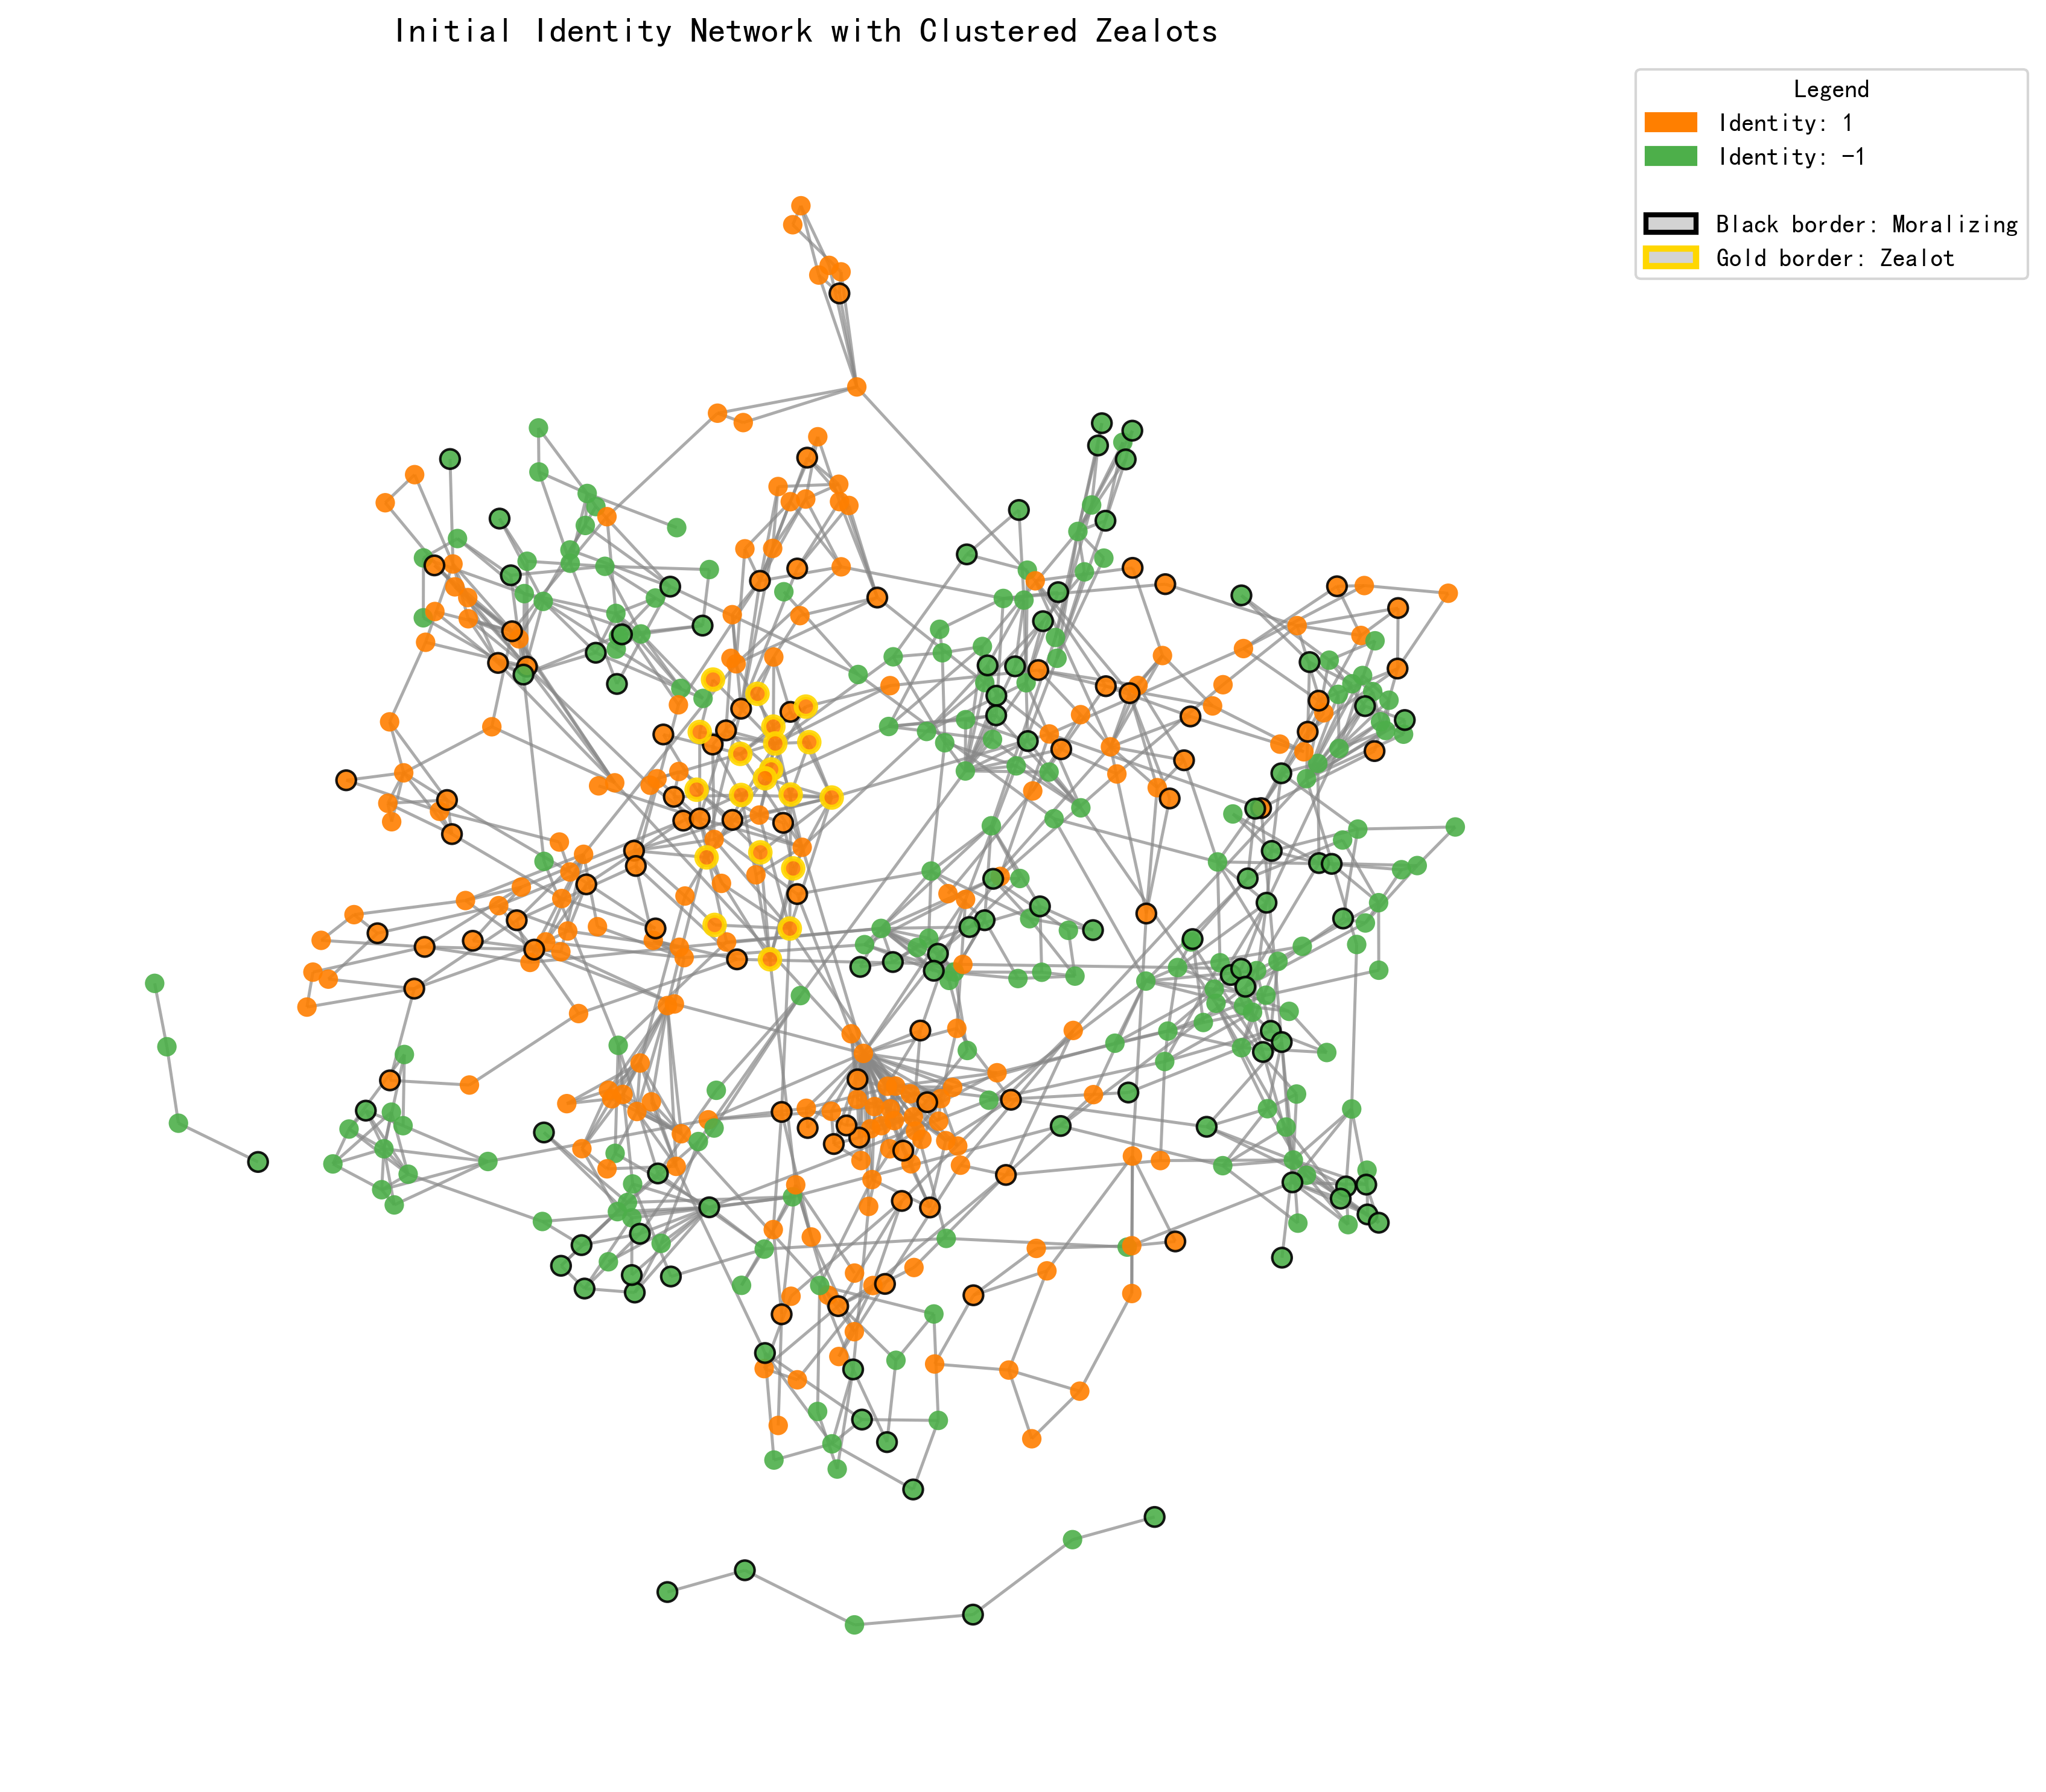 Initial Identity Network with Clustered Zealots
Legend
Identity: 1
Identity: -1
Black border: Moralizing
Gold border: Zealot